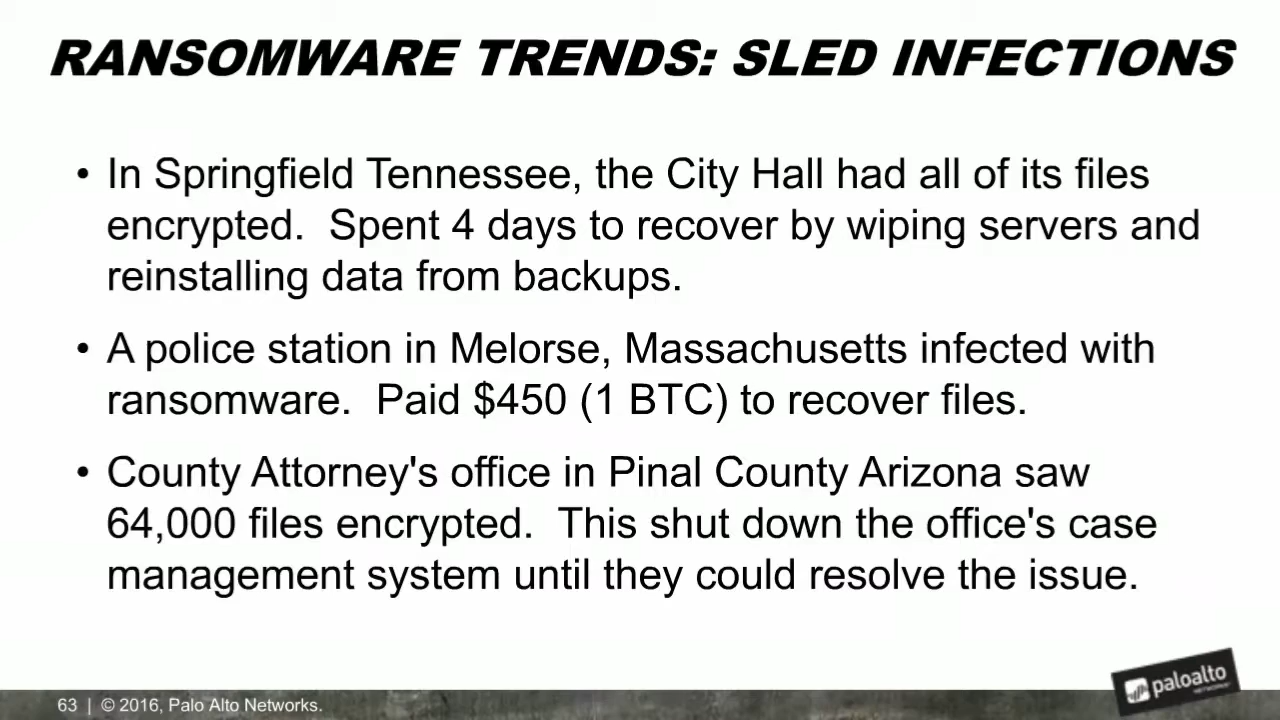 RANSOMWARE TRENDS: SLED INFECTIONS
• In Springfield Tennessee, the City Hall had all of its files
encrypted.  Spent 4 days to recover by wiping servers and
reinstalling data from backups.
• A police station in Melorse, Massachusetts infected with
ransomware.  Paid $450 (1 BTC) to recover files.
• County Attorney's office in Pinal County Arizona saw
64,000 files encrypted.  This shut down the office's case
management system until they could resolve the issue.
63 | © 2016, Palo Alto Networks.
paloalto
NETWORKS